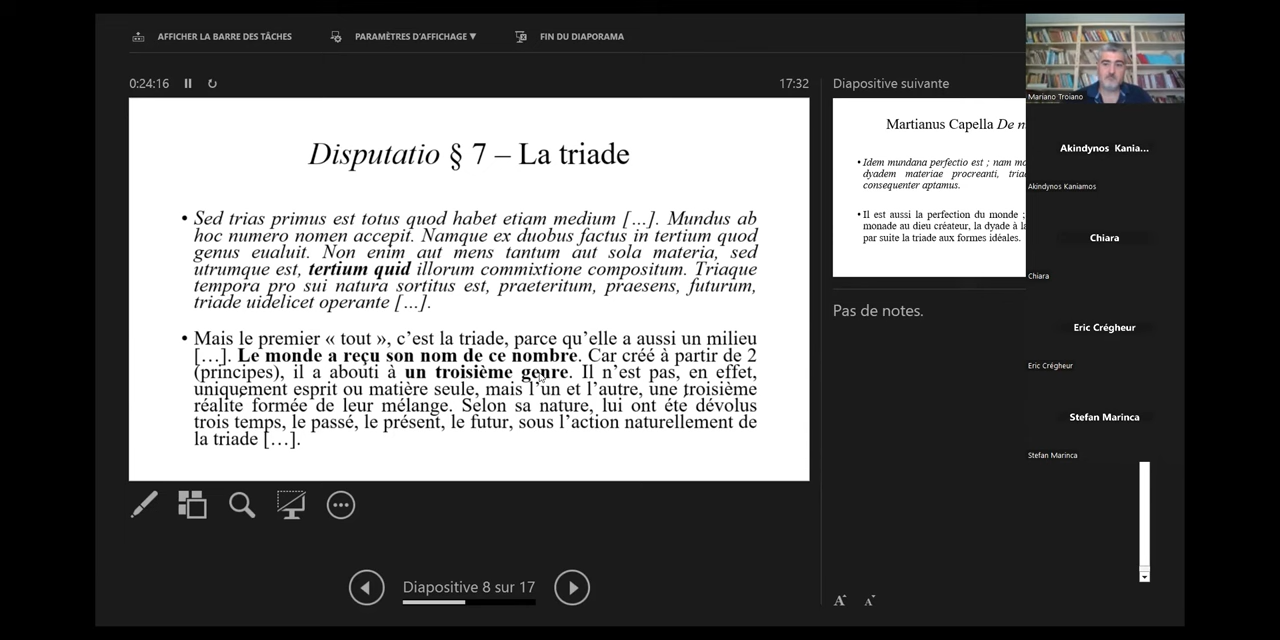 AFFICHER LA BARRE DES TÂCHES
PARAMÈTRES D'AFFICHAGE ▼
FIN DU DIAPORAMA
0:24:16
17:32
Disputatio § 7 – La triade
• Sed trias primus est totus quod habet etiam medium […]. Mundus ab
hoc numero nomen accepit. Namque ex duobus factus in tertium quod
genus eualuit. Non enim aut mens tantum aut sola materia, sed
utrumque est, tertium quid illorum commixtione compositum. Triaque
tempora pro sui natura sortitus est, praeteritum, praesens, futurum,
triade uidelicet operante […].
• Mais le premier « tout », c'est la triade, parce qu'elle a aussi un milieu
[…]. Le monde a reçu son nom de ce nombre. Car créé à partir de 2
(principes), il a abouti à un troisième genre. Il n'est pas, en effet,
uniquement esprit ou matière seule, mais l'un et l'autre, une troisième
réalité formée de leur mélange. Selon sa nature, lui ont été dévolus
trois temps, le passé, le présent, le futur, sous l'action naturellement de
la triade […].
Diapositive 8 sur 17
Diapositive suivante
Martianus Capella De n
• Idem mundana perfectio est ; nam mo
dyadem materiae procreanti, tria
consequenter aptamus.
• Il est aussi la perfection du monde ;
monade au dieu créateur, la dyade à la
par suite la triade aux formes idéales.
Pas de notes.
A A
Mariano Troiano
Akindynos Kania...
Akindynos Kaniamos
Chiara
Chiara
Eric Crégheur
Eric Crégheur
Stefan Marinca
Stefan Marinca